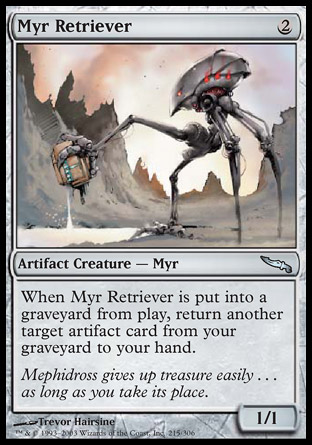 Myr Retriever 2
Artifact Creature — Myr
When Myr Retriever is put into a
graveyard from play, return another
target artifact card from your
graveyard to your hand.
Mephidross gives up treasure easily . . .
as long as you take its place.
Trevor Hairsine
™ & © 1993–2003 Wizards of the Coast, Inc. 215/306
1/1